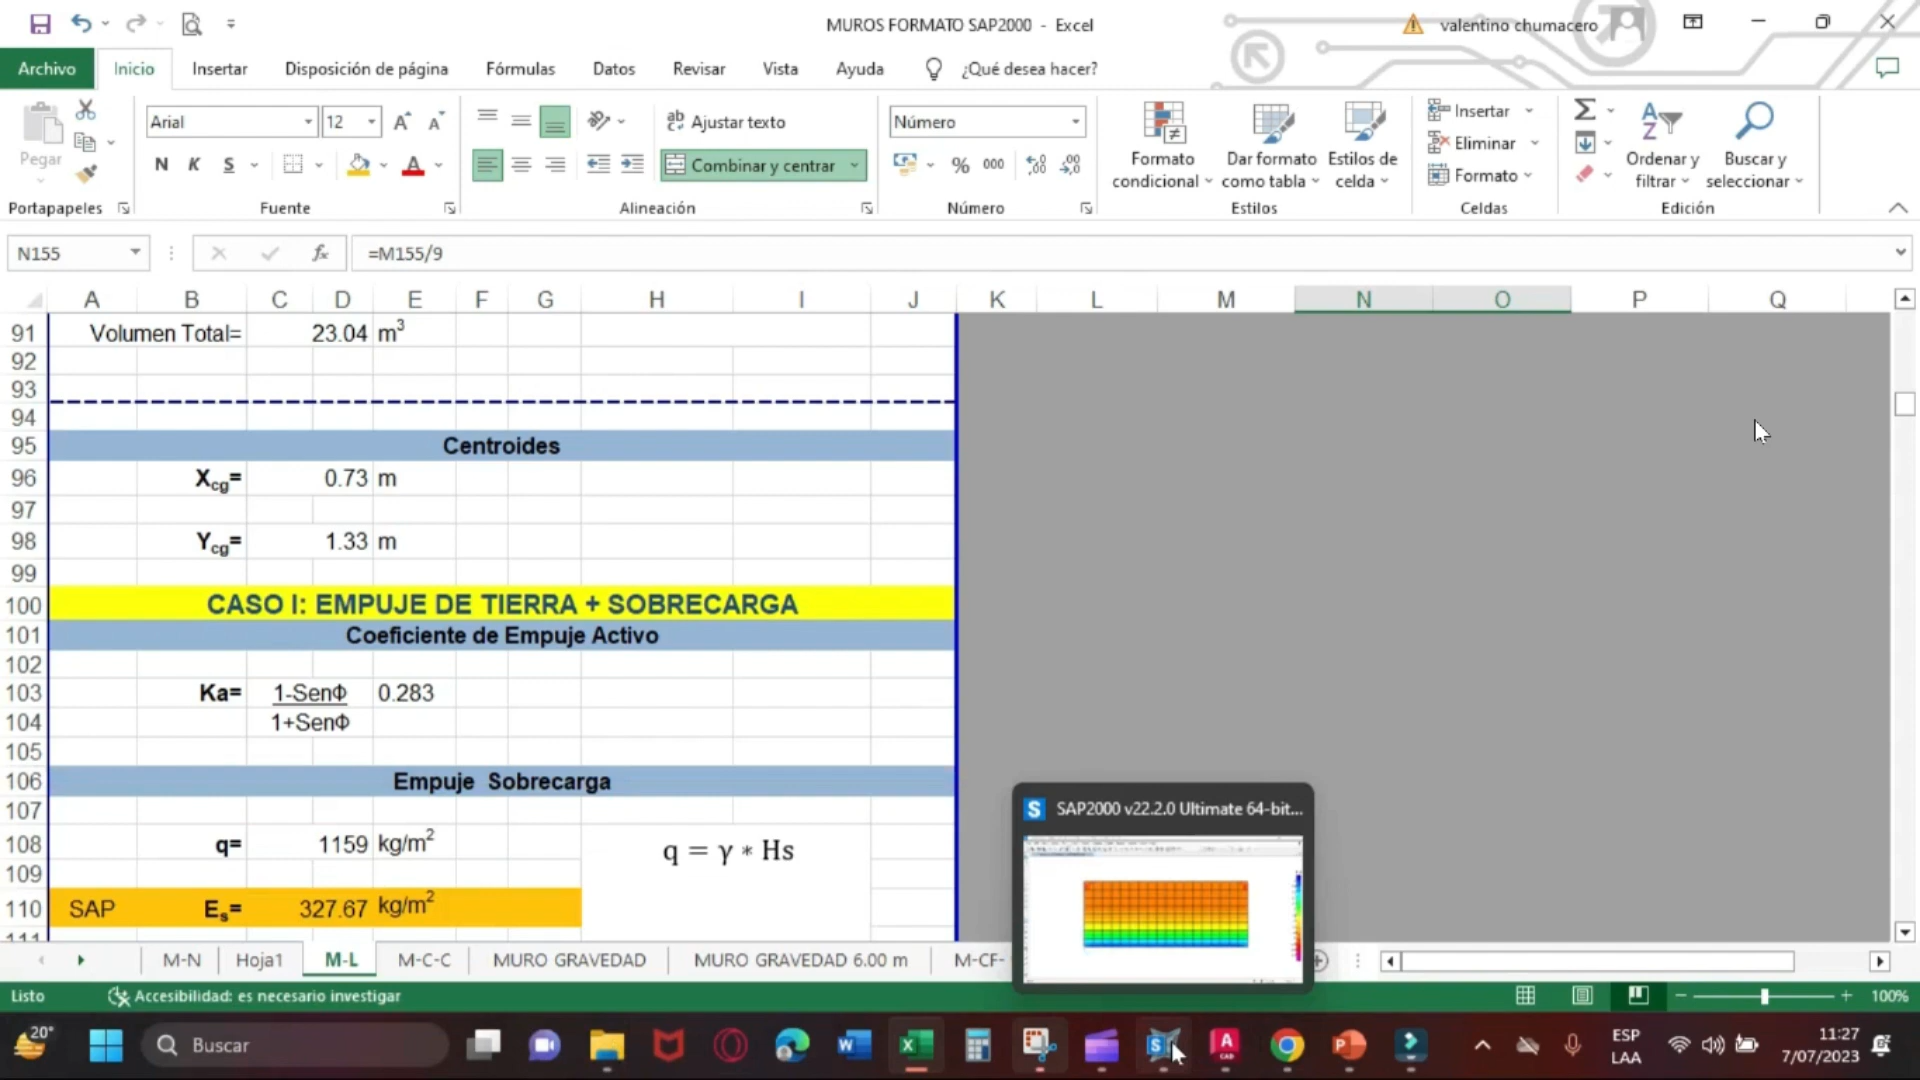 MUROS FORMATO SAP2000 - Excel
valentino chumacero
Archivo
Inicio
Insertar
Disposición de página
Fórmulas
Datos
Revisar
Vista
Ayuda
¿Qué desea hacer?
Pegar
Arial
12
Ajustar texto
Número
Formato condicional
Dar formato como tabla
Estilos de celda
Insertar
Eliminar
Formato
Ordenar y filtrar
Buscar y seleccionar
N K S
Combinar y centrar
% 000
Portapapeles
Fuente
Alineación
Número
Estilos
Celdas
Edición
N155
fx
=M155/9
A B C D E F G H I J K L M N O P Q
91 Volumen Total= 23.04 m³
92
93
94
95 Centroides
96 Xcg= 0.73 m
97
98 Ycg= 1.33 m
99
100 CASO I: EMPUJE DE TIERRA + SOBRECARGA
101 Coeficiente de Empuje Activo
102
103 Ka= 1-SenΦ 0.283
104 1+SenΦ
105
106 Empuje Sobrecarga
107
108 q= 1159 kg/m² q = γ * Hs
109
110 SAP Es= 327.67 kg/m²
111
SAP2000 v22.2.0 Ultimate 64-bit...
M-N
Hoja1
M-L
M-C-C
MURO GRAVEDAD
MURO GRAVEDAD 6.00 m
M-CF-
Listo
Accesibilidad: es necesario investigar
100%
20°
Buscar
ESP
LAA
11:27
7/07/2023